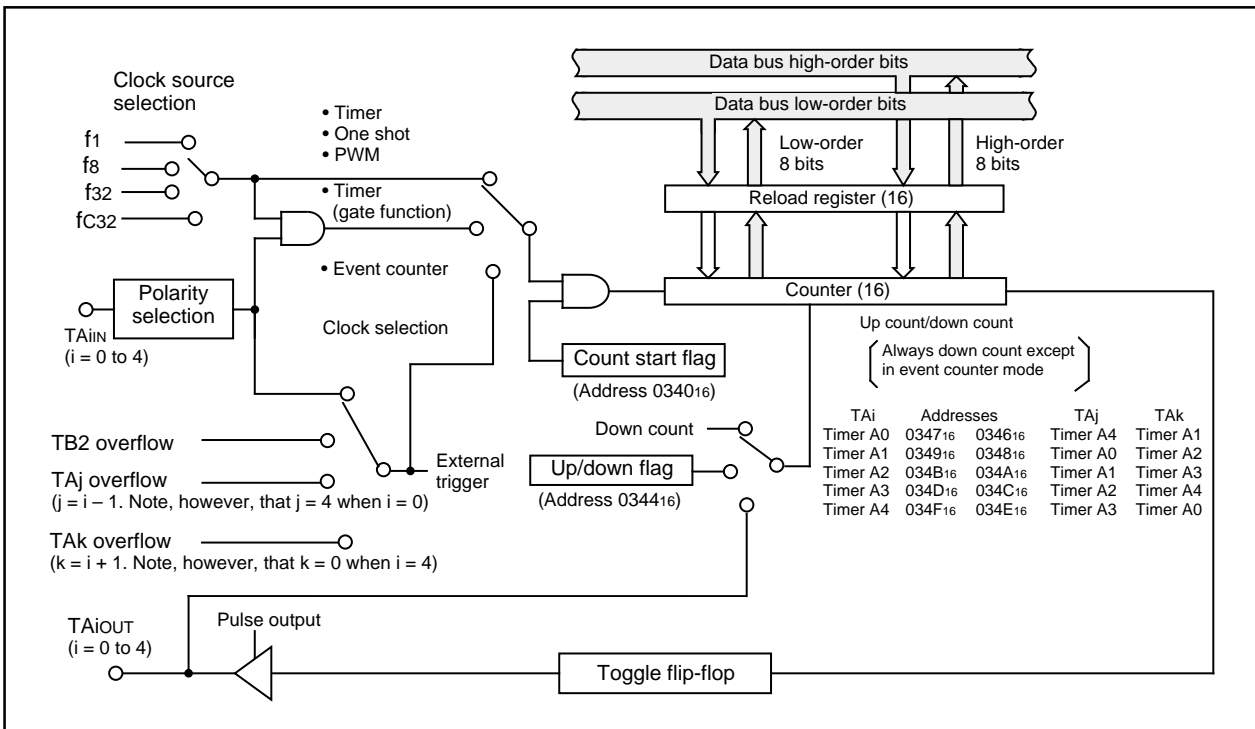 Data bus high-order bits
Data bus low-order bits
Clock source
selection
f1
f8
f32
fC32
• Timer
• One shot
• PWM
• Timer
(gate function)
• Event counter
Low-order
8 bits
High-order
8 bits
Reload register (16)
Counter (16)
Polarity
selection
TAiIN
(i = 0 to 4)
Clock selection
Up count/down count
Always down count except
in event counter mode
Count start flag
(Address 034016)
TB2 overflow
TAj overflow
(j = i – 1. Note, however, that j = 4 when i = 0)
TAk overflow
(k = i + 1. Note, however, that k = 0 when i = 4)
External
trigger
Down count
Up/down flag
(Address 034416)
TAi Addresses TAj TAk
Timer A0 034716 034616 Timer A4 Timer A1
Timer A1 034916 034816 Timer A0 Timer A2
Timer A2 034B16 034A16 Timer A1 Timer A3
Timer A3 034D16 034C16 Timer A2 Timer A4
Timer A4 034F16 034E16 Timer A3 Timer A0
TAiOUT
(i = 0 to 4)
Pulse output
Toggle flip-flop